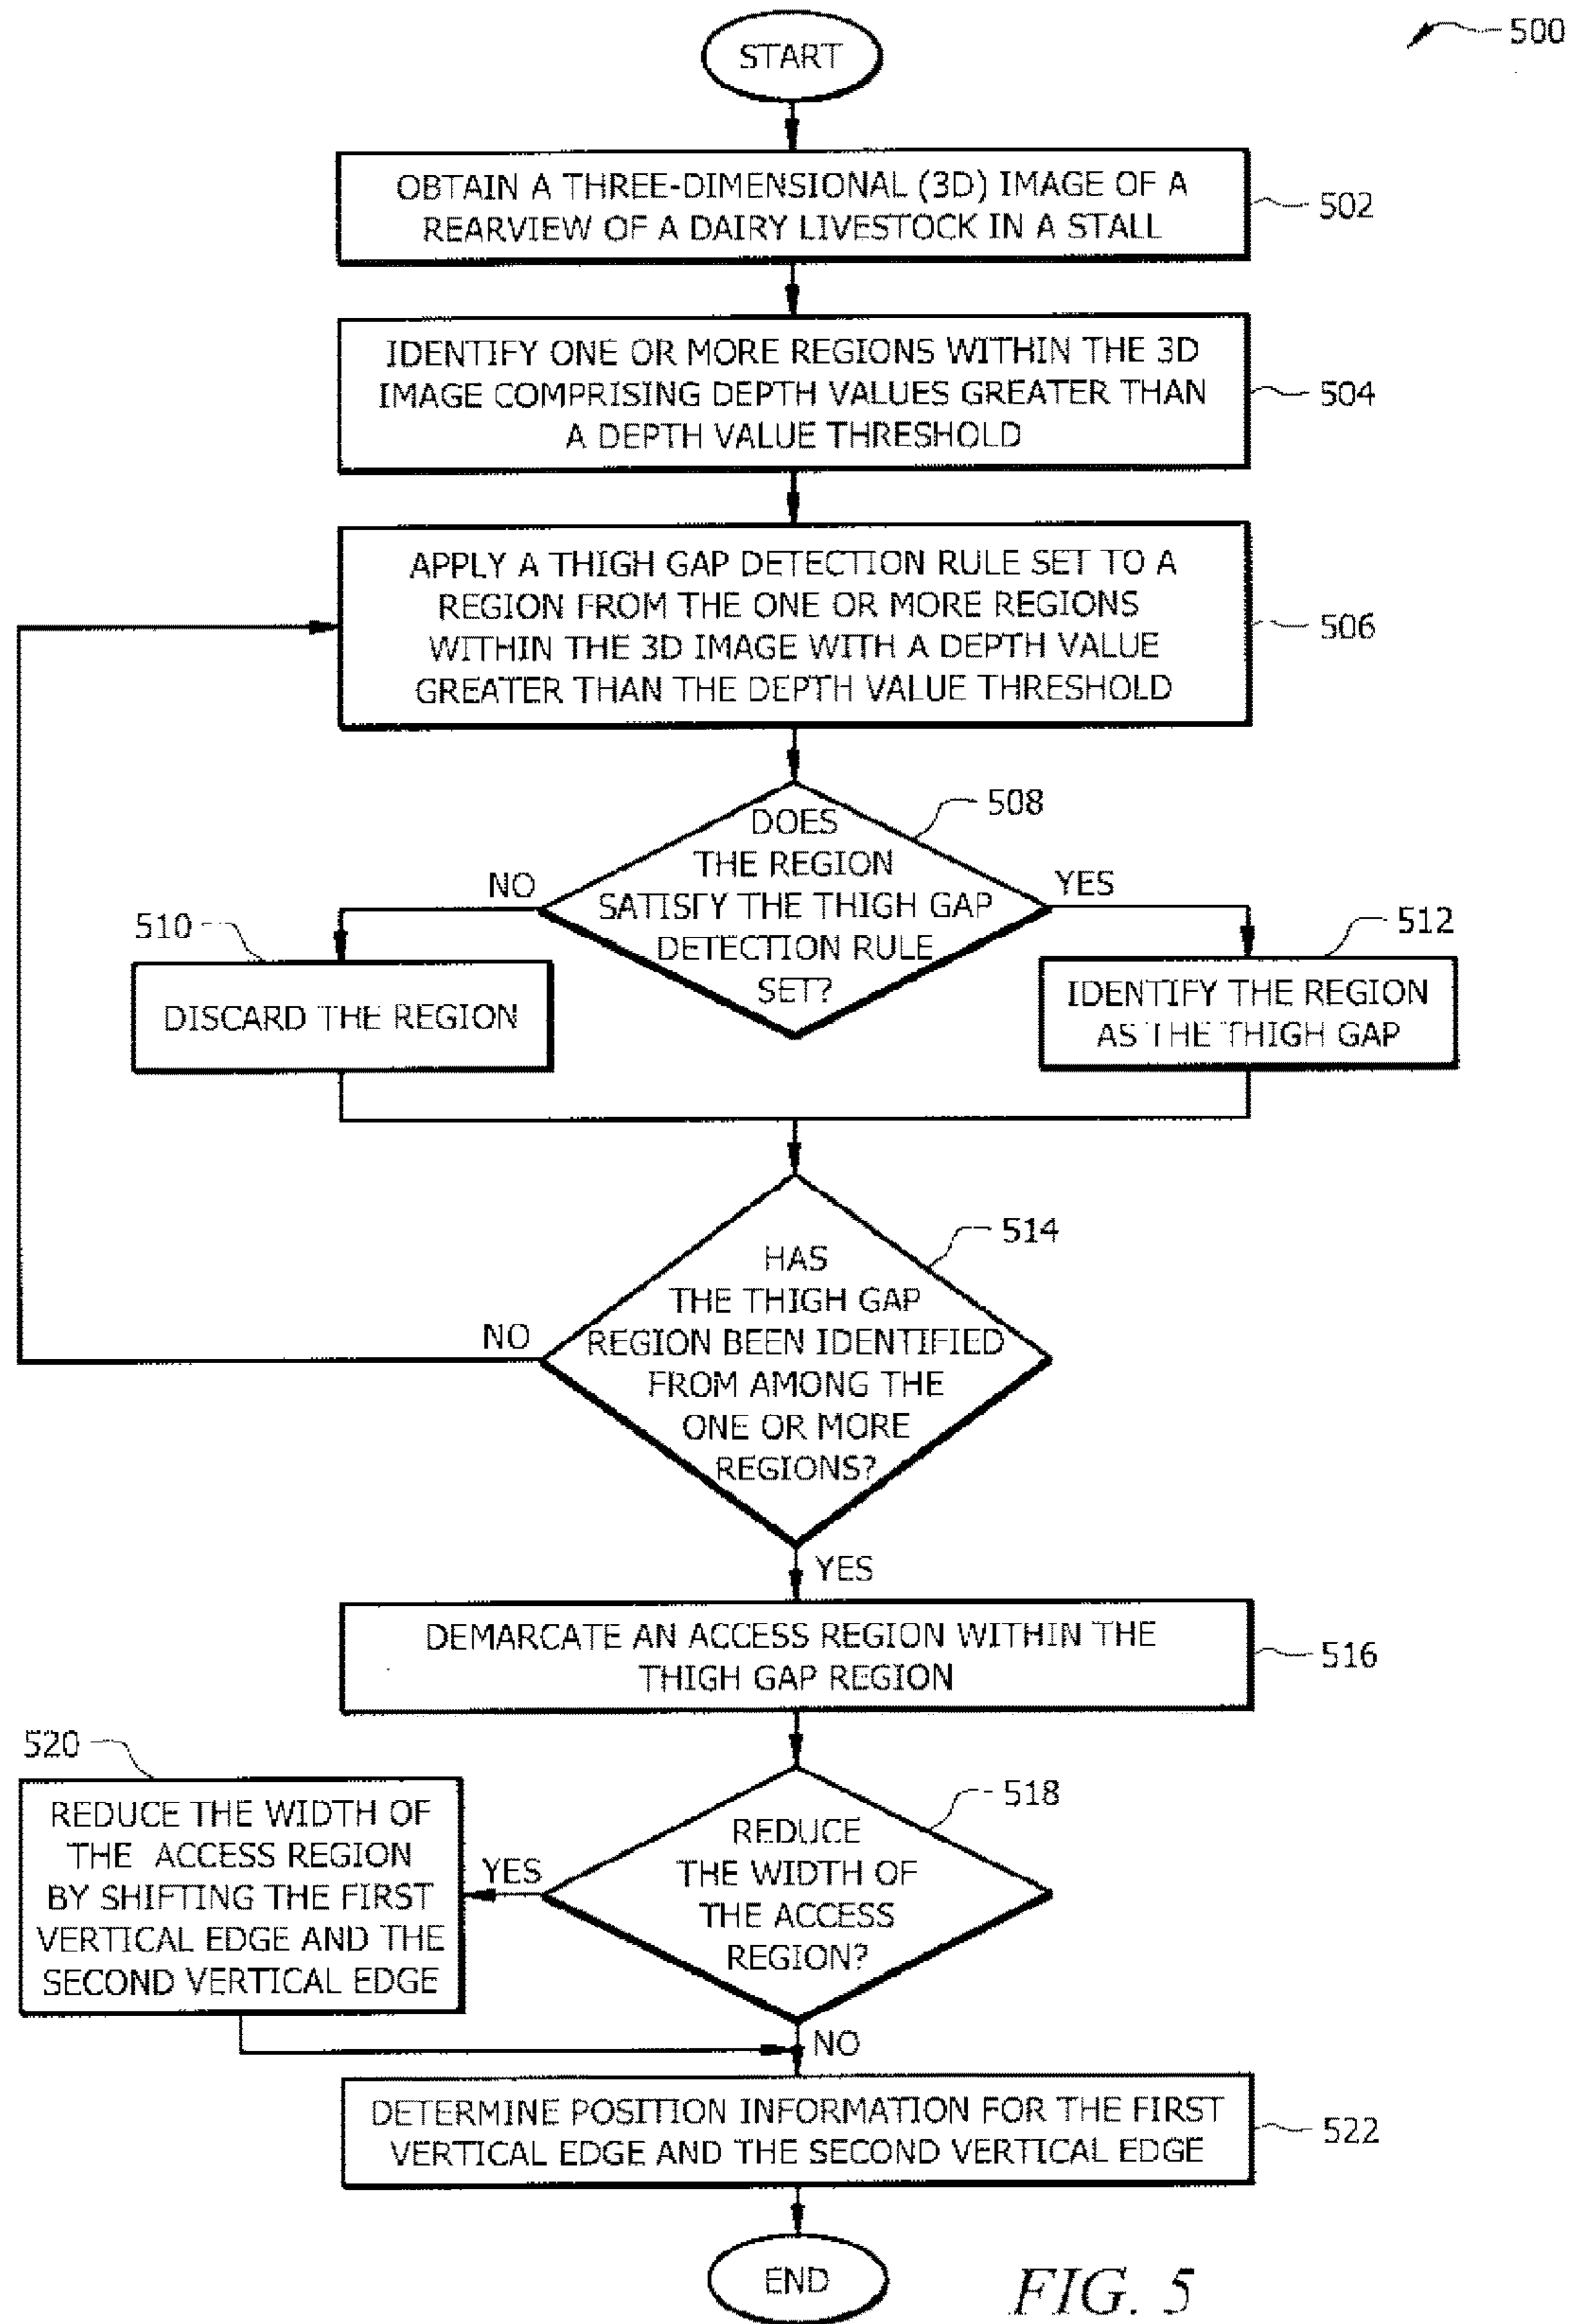 500
START
OBTAIN A THREE-DIMENSIONAL (3D) IMAGE OF A
REARVIEW OF A DAIRY LIVESTOCK IN A STALL
502
IDENTIFY ONE OR MORE REGIONS WITHIN THE 3D
IMAGE COMPRISING DEPTH VALUES GREATER THAN
A DEPTH VALUE THRESHOLD
504
APPLY A THIGH GAP DETECTION RULE SET TO A
REGION FROM THE ONE OR MORE REGIONS
WITHIN THE 3D IMAGE WITH A DEPTH VALUE
GREATER THAN THE DEPTH VALUE THRESHOLD
506
508
DOES
THE REGION
SATISFY THE THIGH GAP
DETECTION RULE
SET?
NO
YES
510
DISCARD THE REGION
512
IDENTIFY THE REGION
AS THE THIGH GAP
514
HAS
THE THIGH GAP
REGION BEEN IDENTIFIED
FROM AMONG THE
ONE OR MORE
REGIONS?
NO
YES
DEMARCATE AN ACCESS REGION WITHIN THE
THIGH GAP REGION
516
518
REDUCE
THE WIDTH OF
THE ACCESS
REGION?
YES
520
REDUCE THE WIDTH OF
THE ACCESS REGION
BY SHIFTING THE FIRST
VERTICAL EDGE AND THE
SECOND VERTICAL EDGE
NO
DETERMINE POSITION INFORMATION FOR THE FIRST
VERTICAL EDGE AND THE SECOND VERTICAL EDGE
522
END
FIG. 5